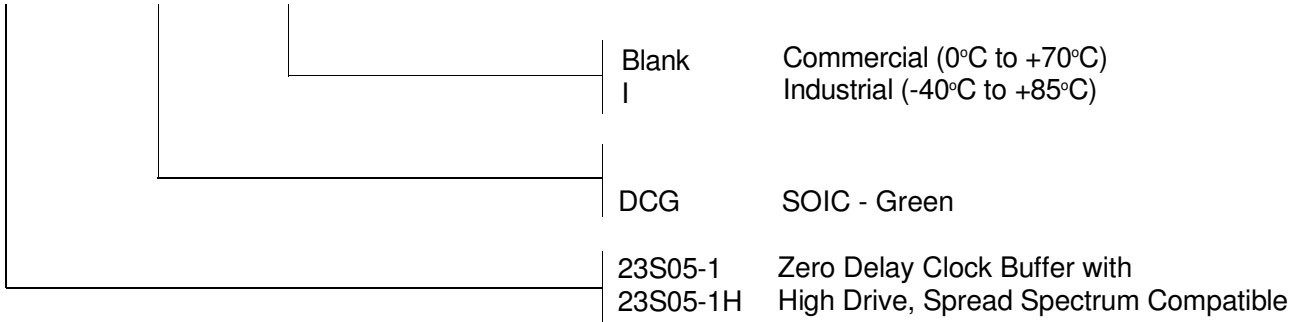 Blank Commercial (0°C to +70°C)
I Industrial (-40°C to +85°C)
DCG SOIC - Green
23S05-1 Zero Delay Clock Buffer with
23S05-1H High Drive, Spread Spectrum Compatible